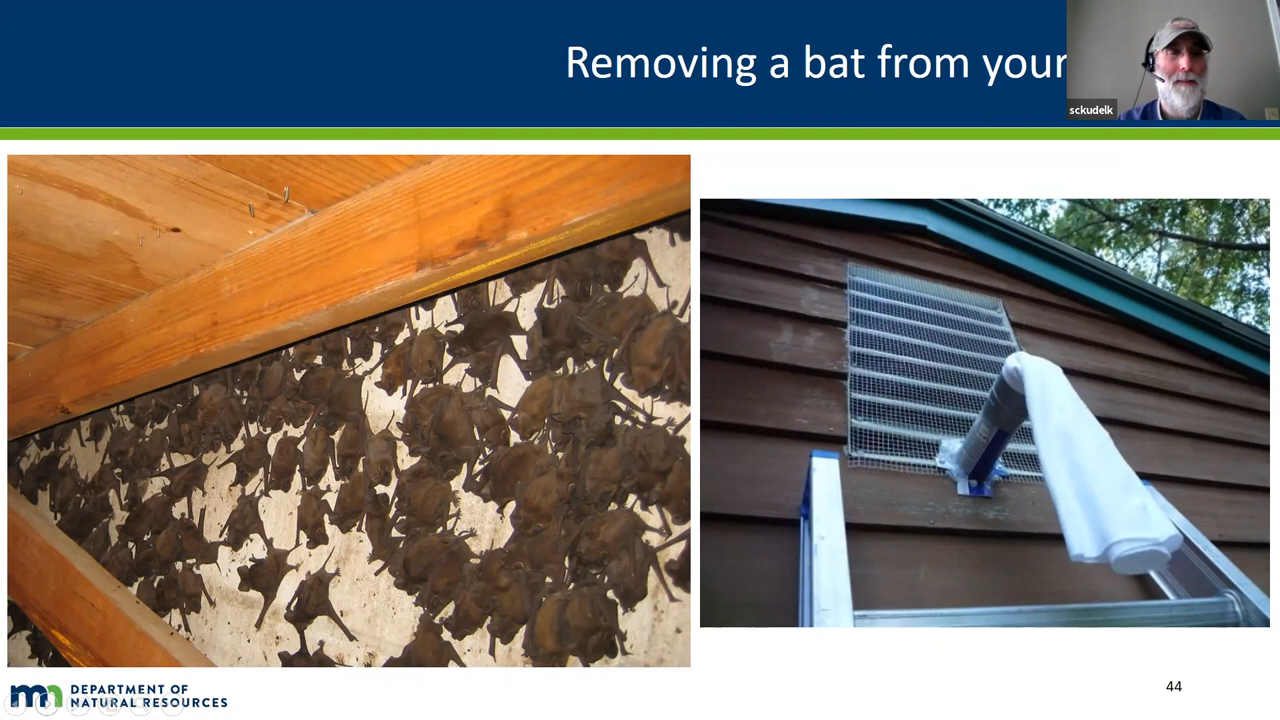 Removing a bat from your
sckudelk
DEPARTMENT OF
NATURAL RESOURCES
44